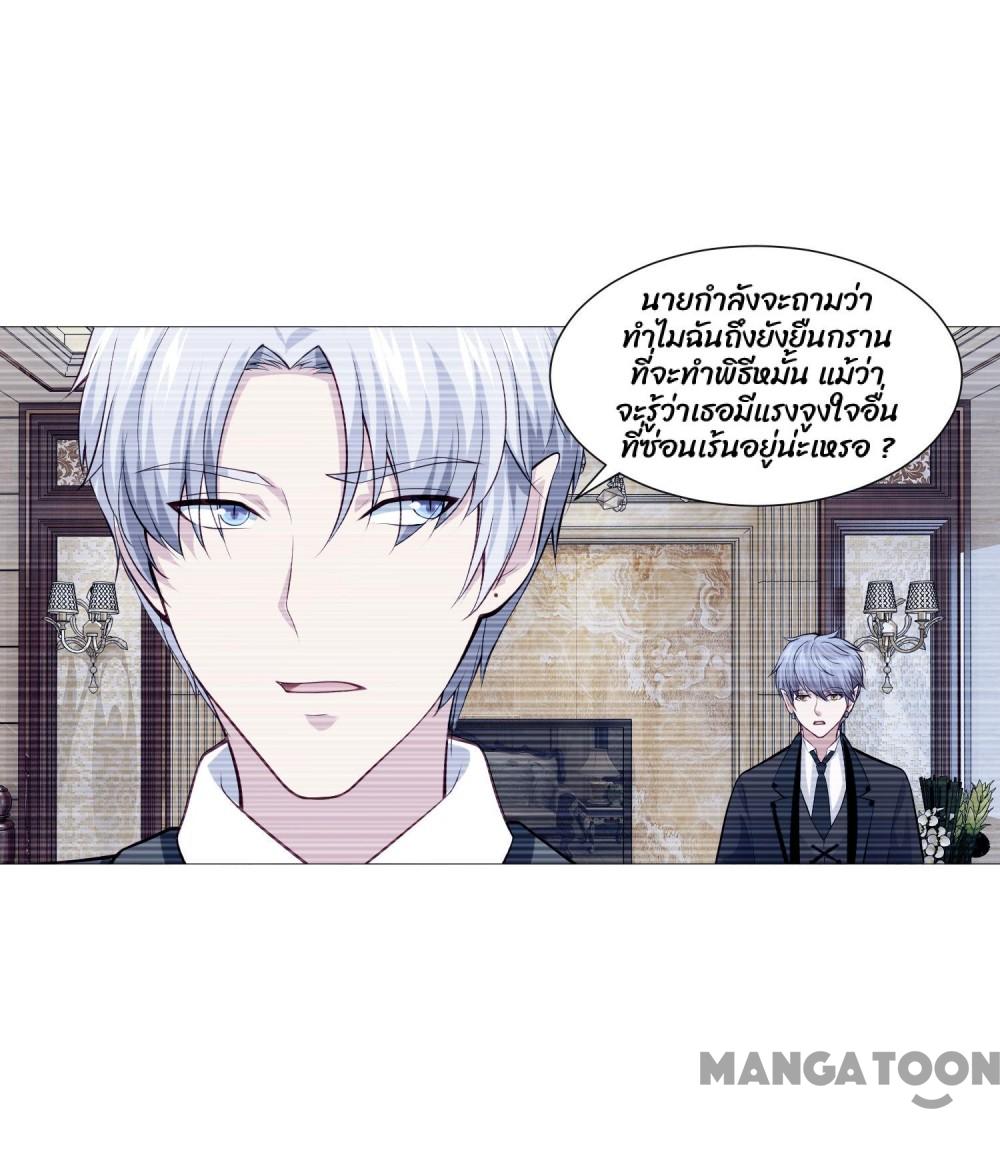 นายกำลังจะถามว่า
ทำไมฉันถึงยังยืนกราน
ที่จะทำพิธีหมั้น แม้ว่า
จะรู้ว่าเธอมีแรงจูงใจอื่น
ที่ซ่อนเร้นอยู่น่ะเหรอ ?
MANGATOON